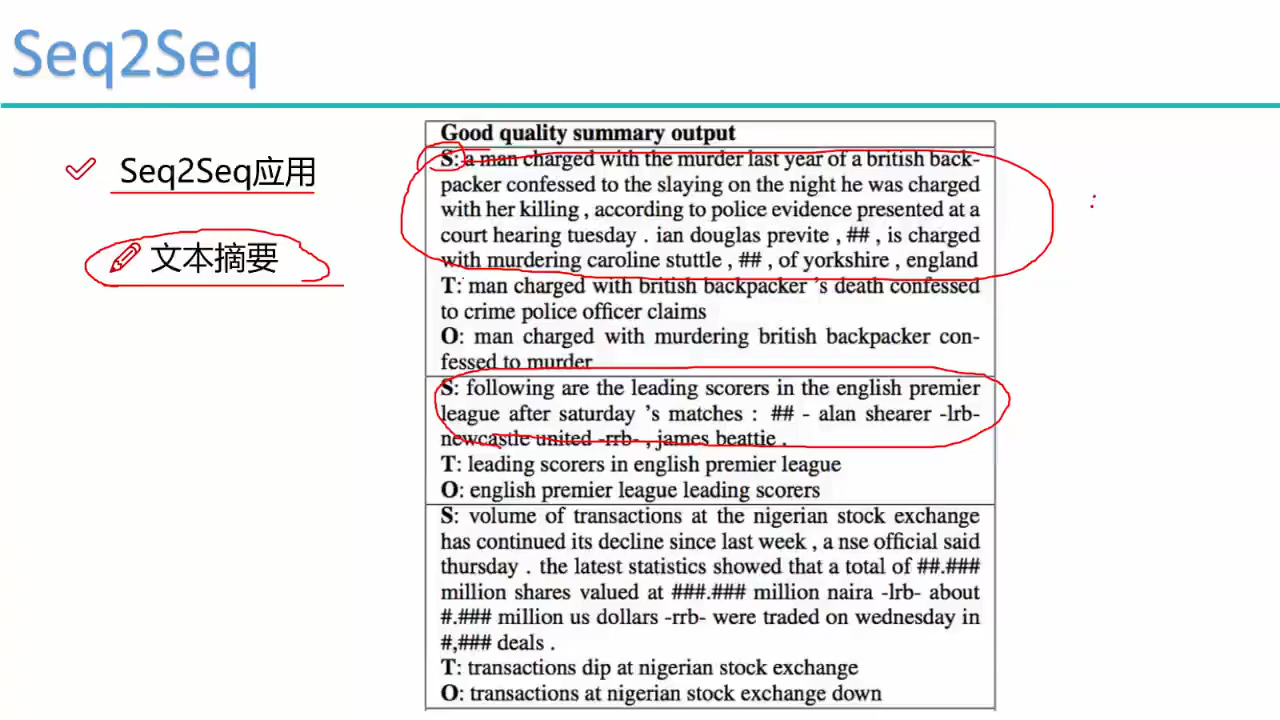 Seq2Seq
Seq2Seq应用
文本摘要
Good quality summary output
S: a man charged with the murder last year of a british back-
packer confessed to the slaying on the night he was charged
with her killing , according to police evidence presented at a
court hearing tuesday . ian douglas previte , ## , is charged
with murdering caroline stuttle , ## , of yorkshire , england
T: man charged with british backpacker 's death confessed
to crime police officer claims
O: man charged with murdering british backpacker con-
fessed to murder
S: following are the leading scorers in the english premier
league after saturday 's matches : ## - alan shearer -lrb-
newcastle united -rrb- , james beattie .
T: leading scorers in english premier league
O: english premier league leading scorers
S: volume of transactions at the nigerian stock exchange
has continued its decline since last week , a nse official said
thursday . the latest statistics showed that a total of ##.###
million shares valued at ###.### million naira -lrb- about
#.### million us dollars -rrb- were traded on wednesday in
#,### deals .
T: transactions dip at nigerian stock exchange
O: transactions at nigerian stock exchange down